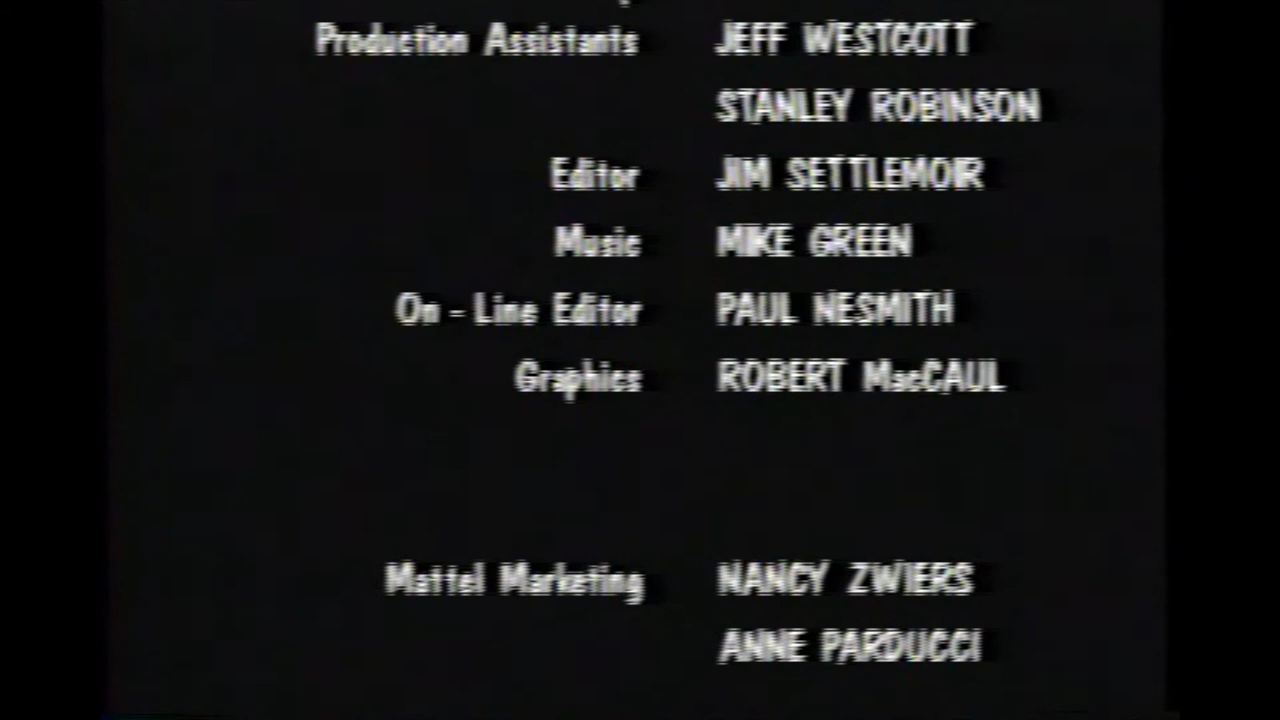 Production Assistants JEFF WESTCOTT
STANLEY ROBINSON
Editor JIM SETTLEMOIR
Music MIKE GREEN
On - Line Editor PAUL NESMITH
Graphics ROBERT MacCAUL
Mattel Marketing NANCY ZWIERS
ANNE PARDUCCI